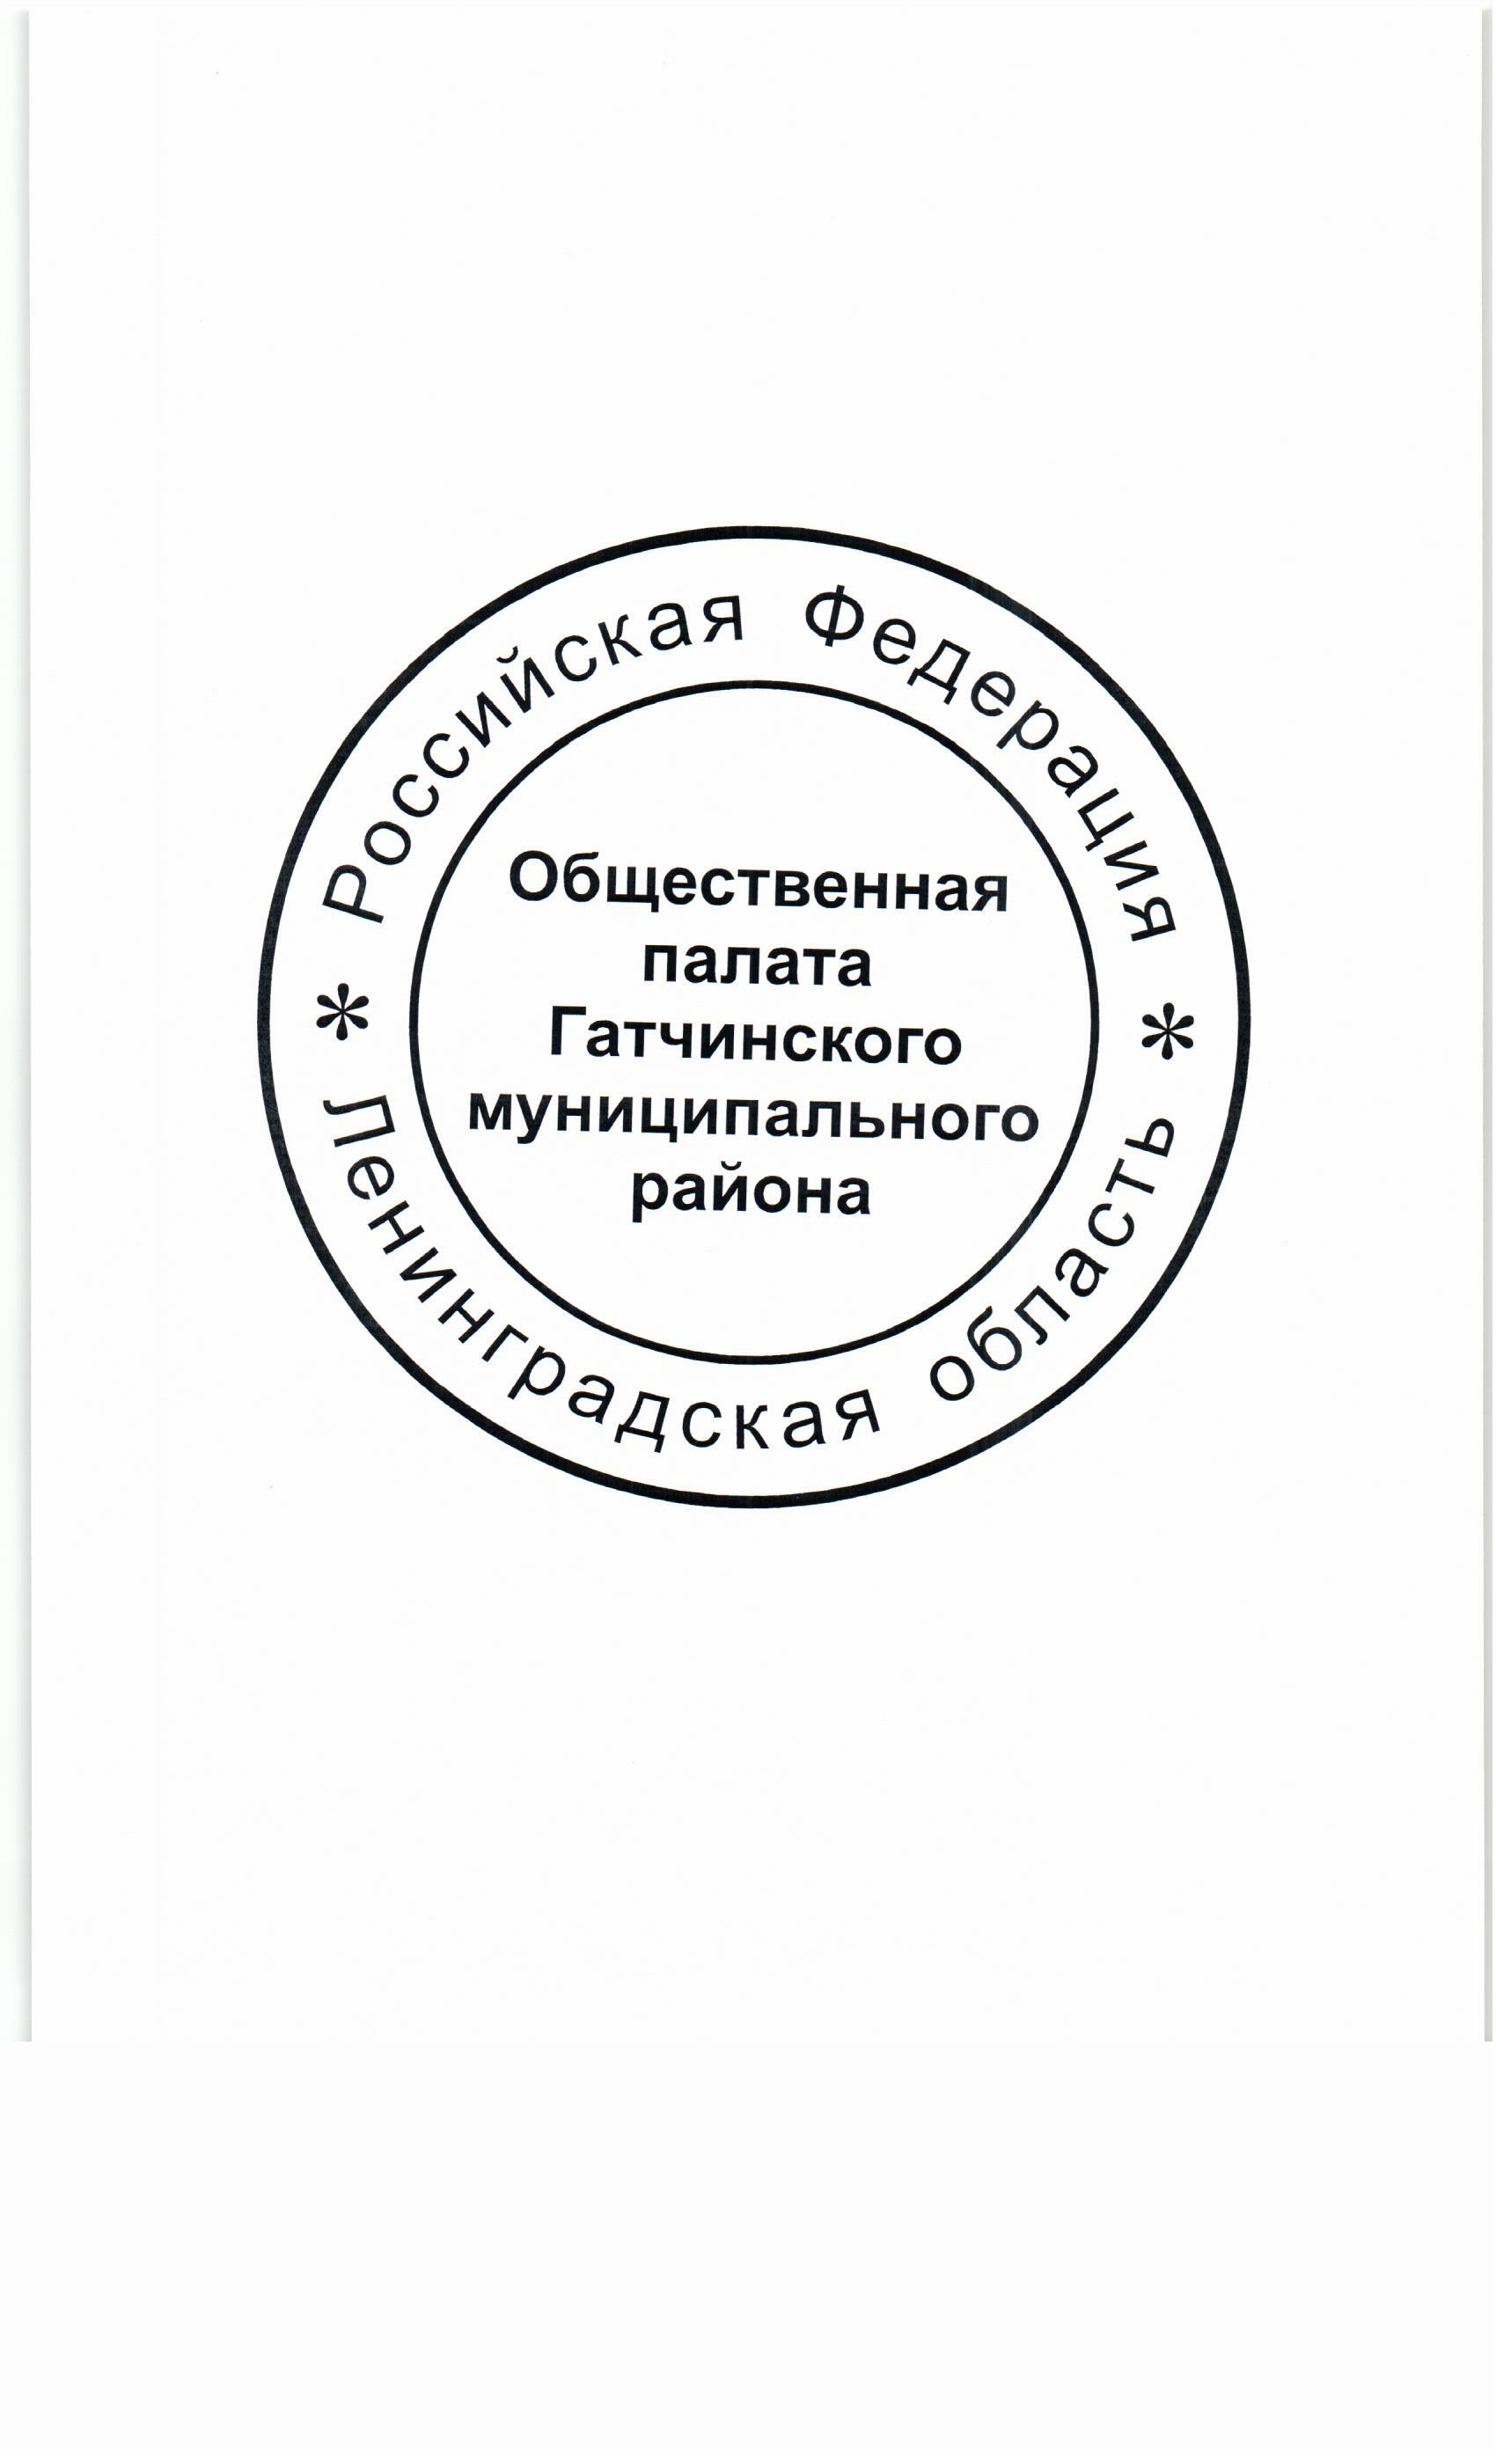 Российская Федерация
*
*
Общественная
палата
Гатчинского
муниципального
района
Ленинградская область